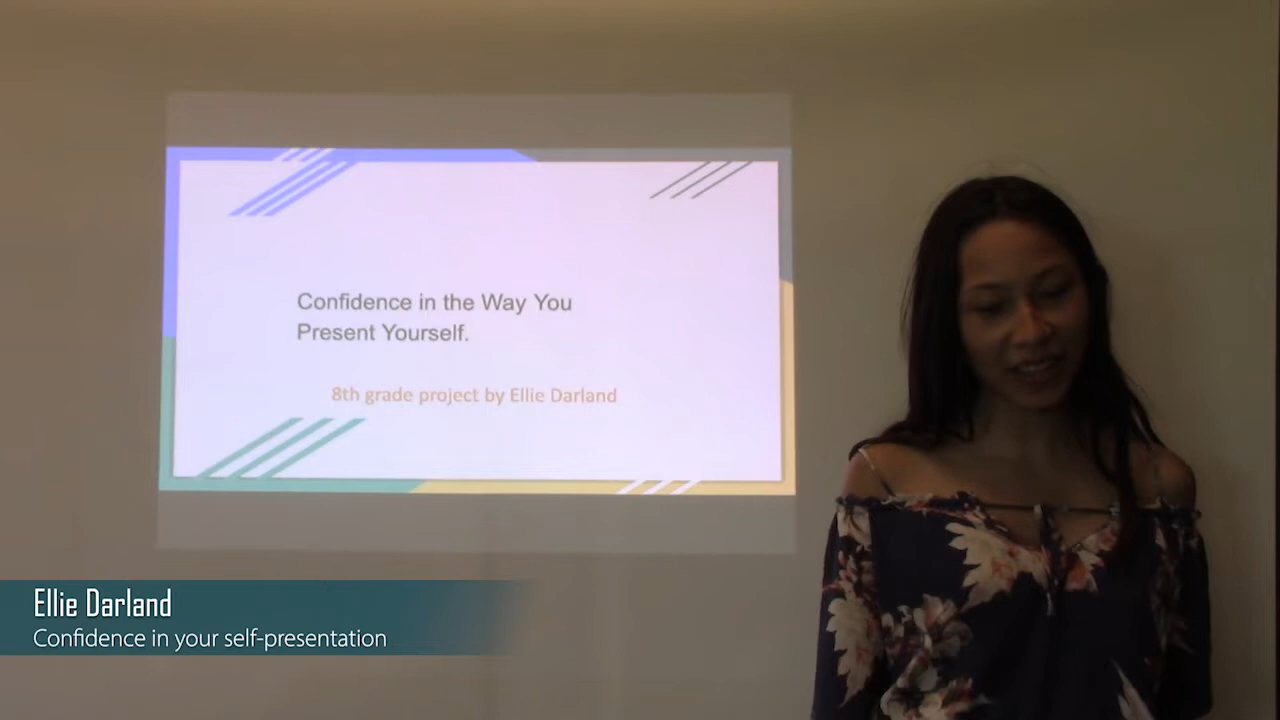 Confidence in the Way You
Present Yourself.
8th grade project by Ellie Darland
Ellie Darland
Confidence in your self-presentation